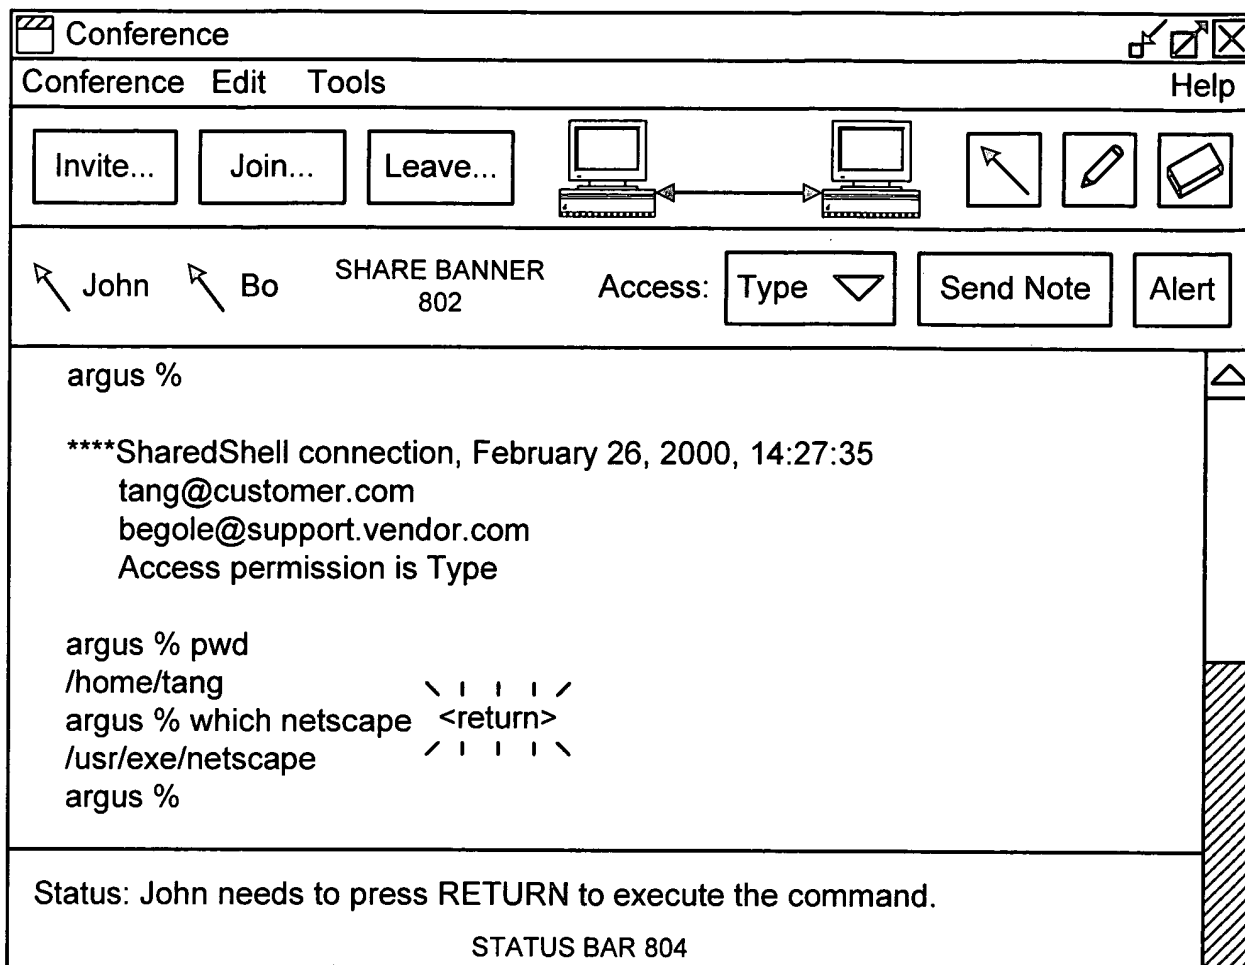 Conference
Conference Edit Tools Help
Invite... Join... Leave...
John Bo SHARE BANNER 802 Access: Type Send Note Alert
argus %
****SharedShell connection, February 26, 2000, 14:27:35
tang@customer.com
begole@support.vendor.com
Access permission is Type
argus % pwd
/home/tang
argus % which netscape <return>
/usr/exe/netscape
argus %
Status: John needs to press RETURN to execute the command.
STATUS BAR 804